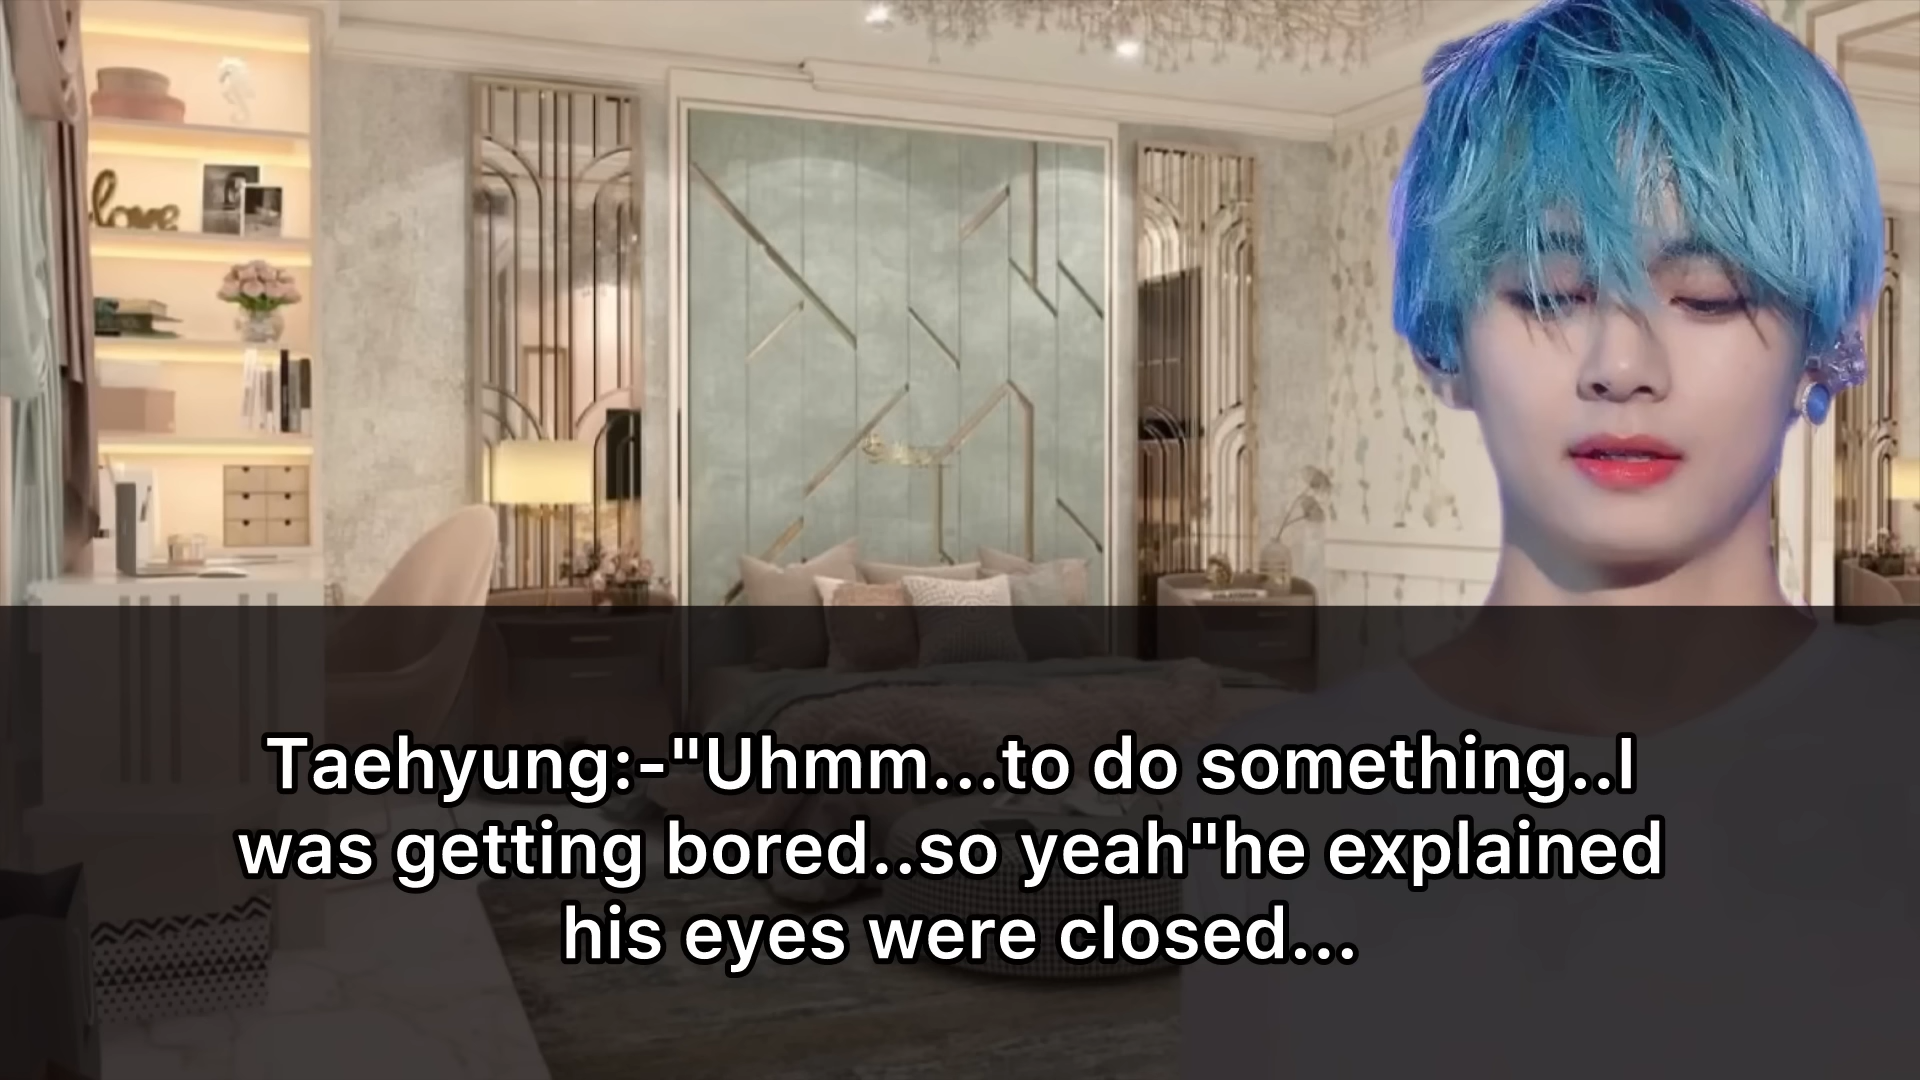 love
Taehyung:-"Uhmm...to do something..I
was getting bored..so yeah"he explained
his eyes were closed...